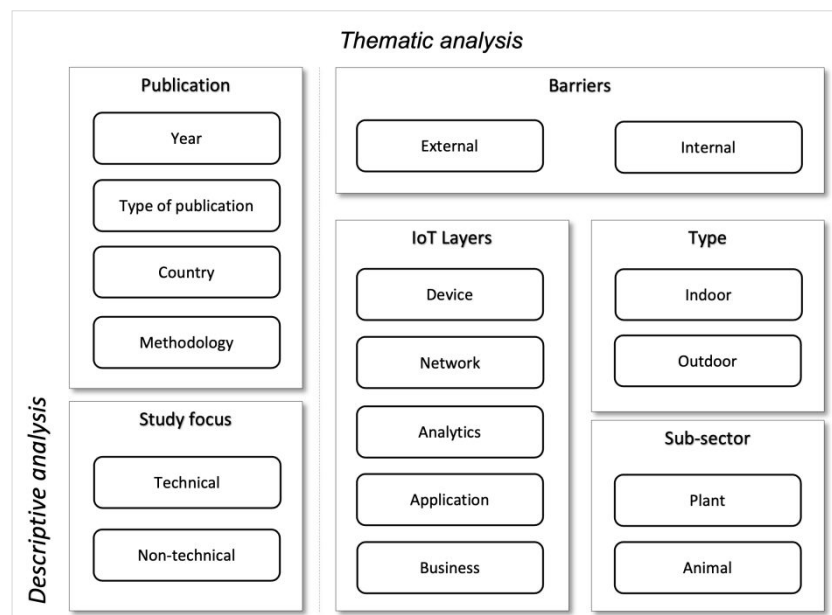 Thematic analysis
Publication
Year
Type of publication
Country
Methodology
Barriers
External
Internal
IoT Layers
Device
Network
Analytics
Application
Business
Type
Indoor
Outdoor
Descriptive analysis
Study focus
Technical
Non-technical
Sub-sector
Plant
Animal